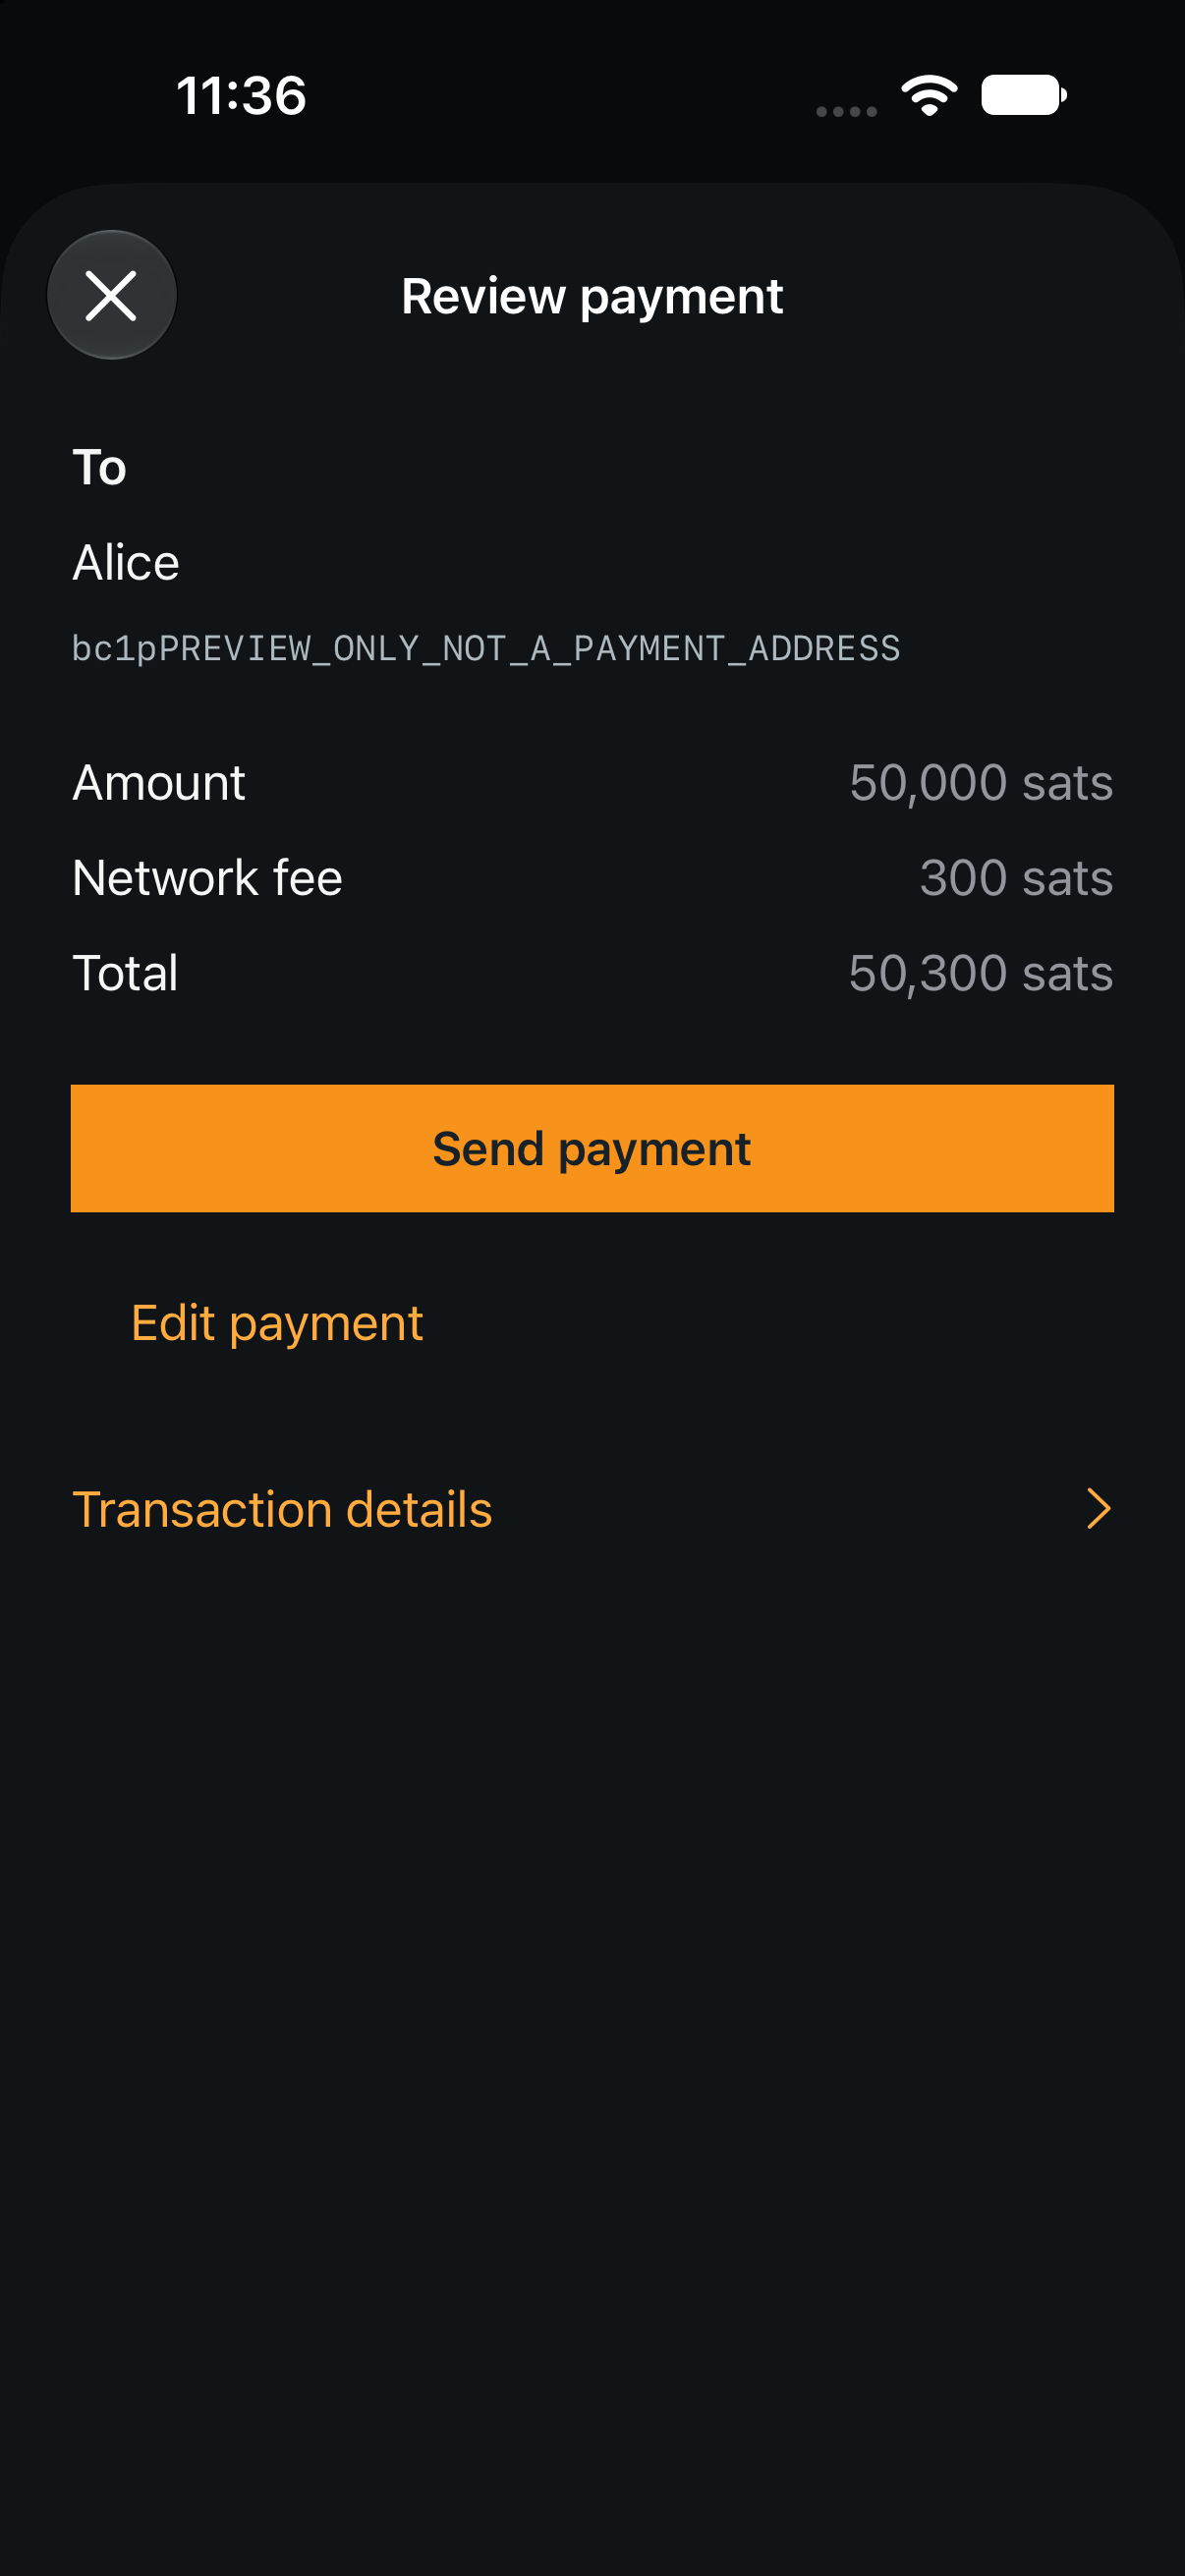 11:36
Review payment
To
Alice
bc1pPREVIEW_ONLY_NOT_A_PAYMENT_ADDRESS
Amount 50,000 sats
Network fee 300 sats
Total 50,300 sats
Send payment
Edit payment
Transaction details